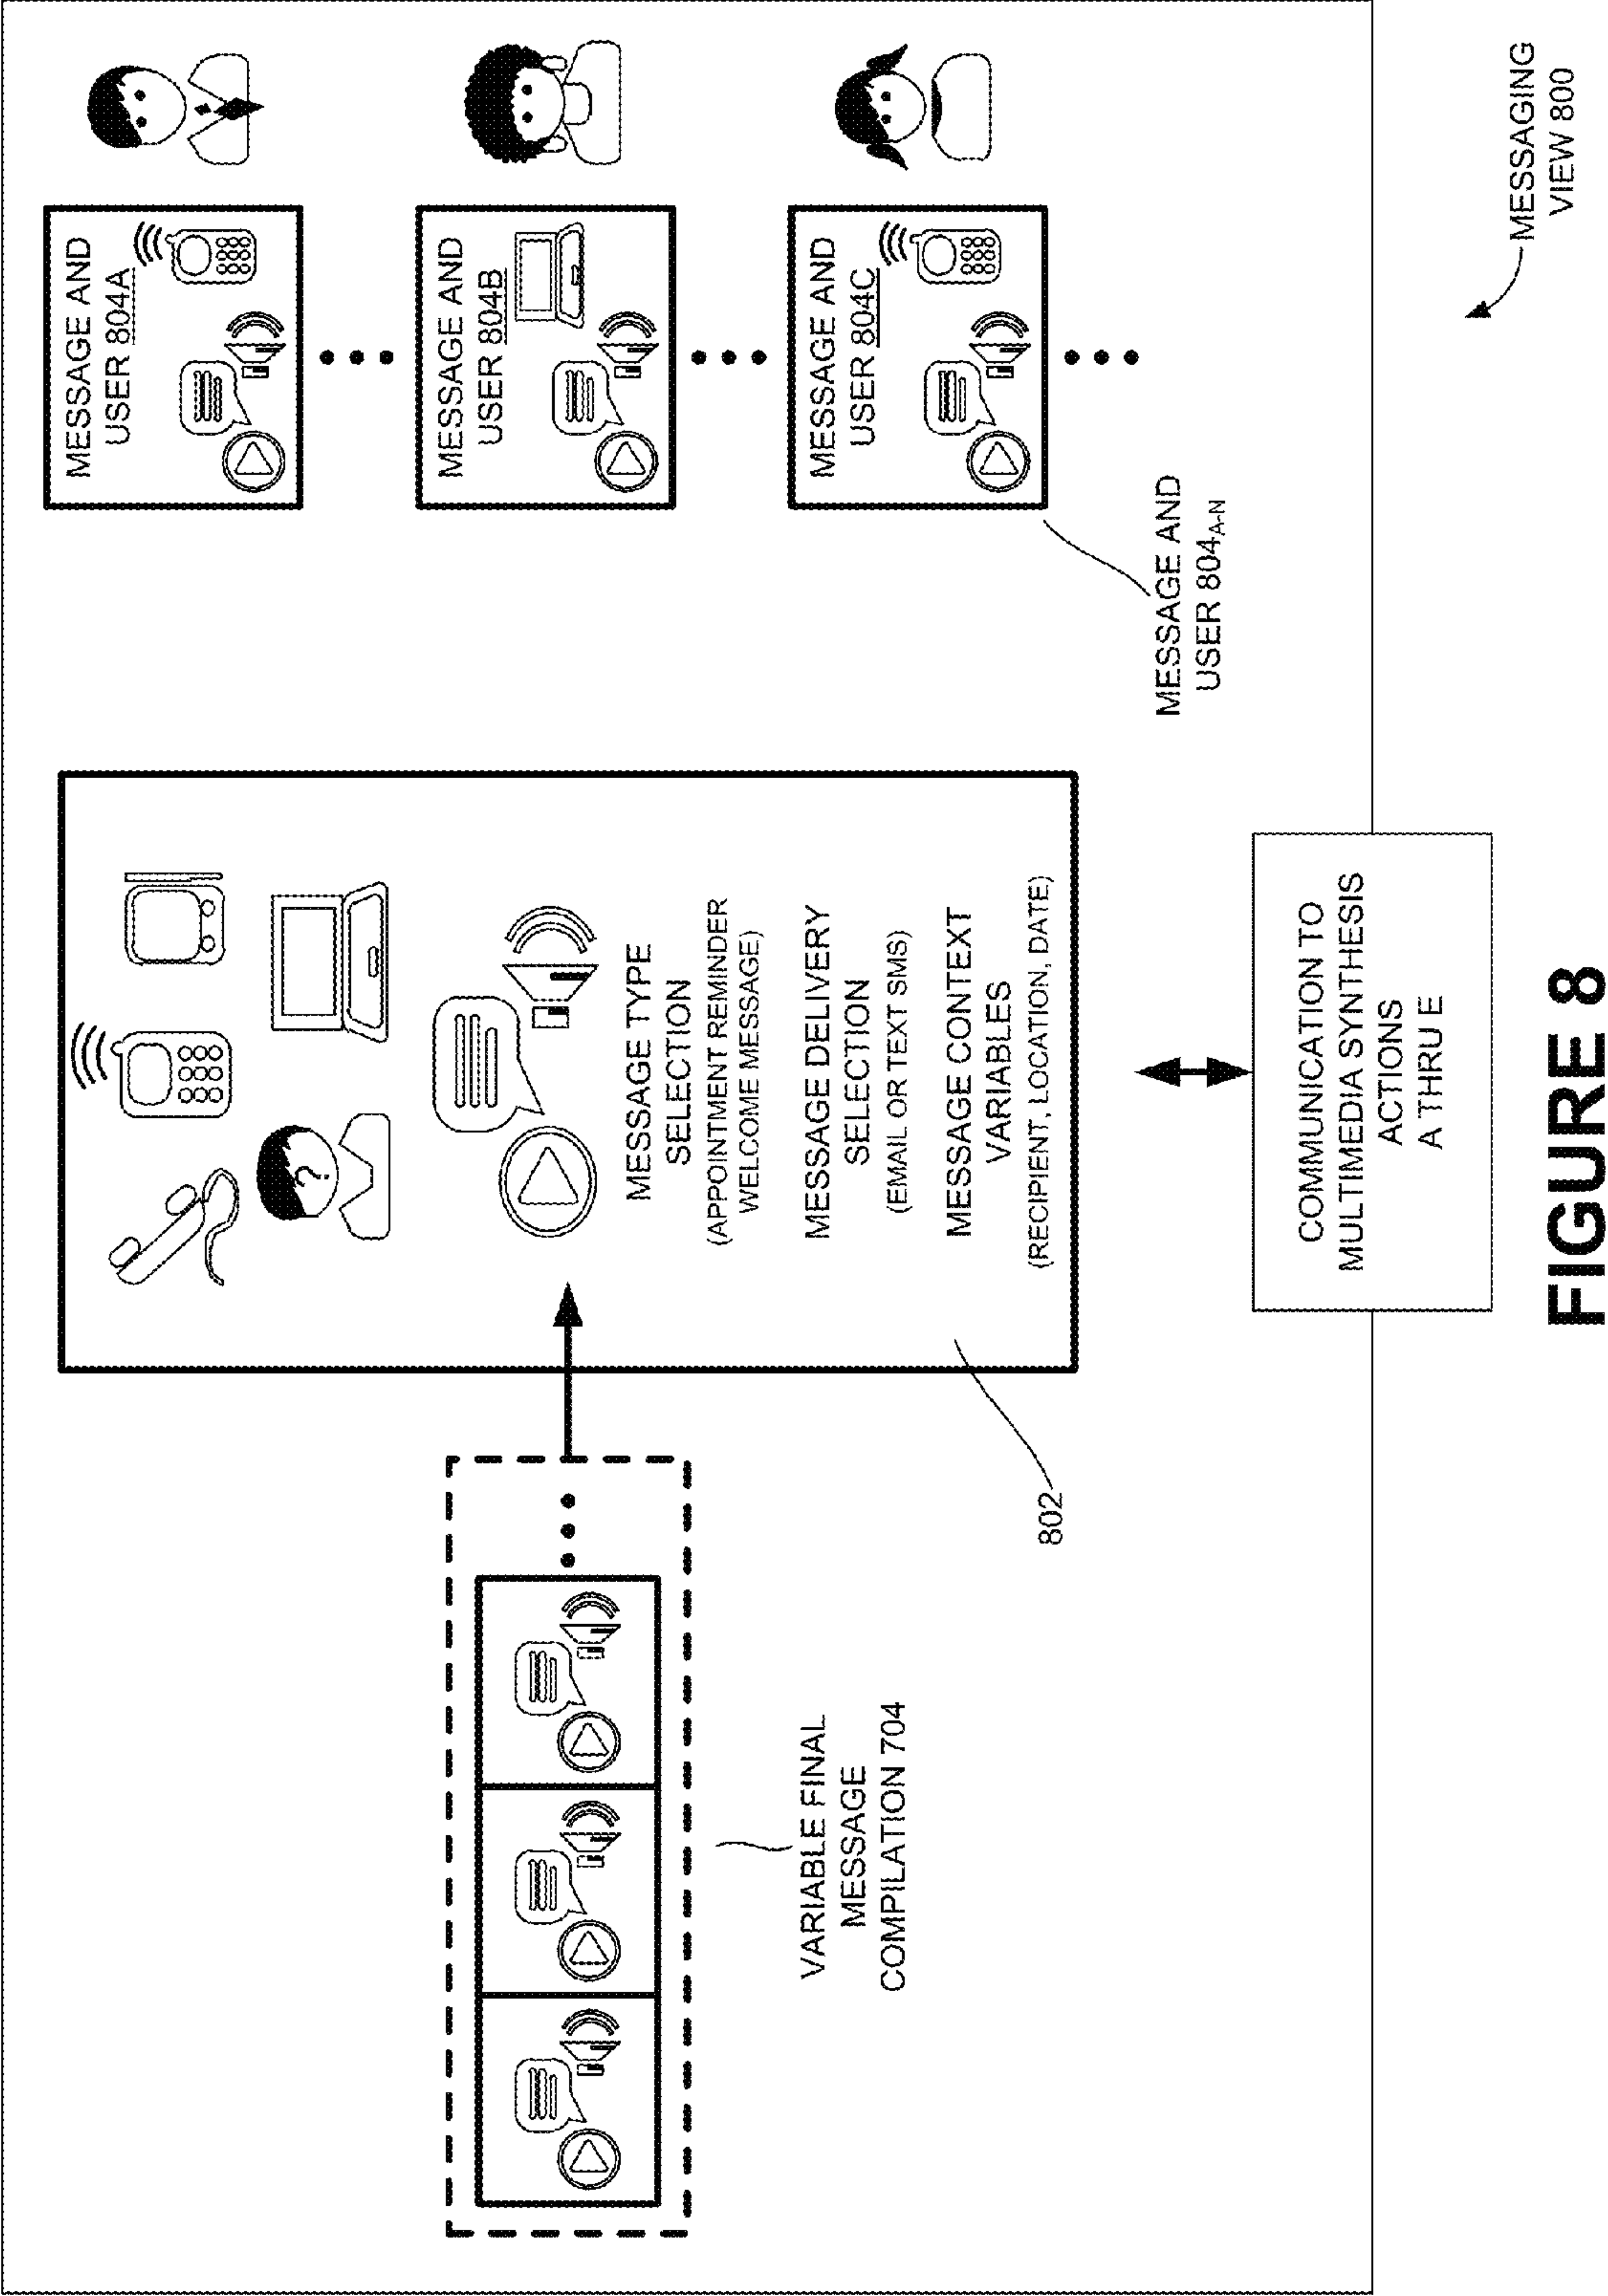 MESSAGE AND
USER 804A
MESSAGE AND
USER 804B
MESSAGE AND
USER 804C
MESSAGE AND
USER 804A-N
MESSAGE TYPE
SELECTION
(APPOINTMENT REMINDER
WELCOME MESSAGE)
MESSAGE DELIVERY
SELECTION
(EMAIL OR TEXT SMS)
MESSAGE CONTEXT
VARIABLES
(RECIPIENT, LOCATION, DATE)
?
802
VARIABLE FINAL
MESSAGE
COMPILATION 704
COMMUNICATION TO
MULTIMEDIA SYNTHESIS
ACTIONS
A THRU E
MESSAGING
VIEW 800
FIGURE 8